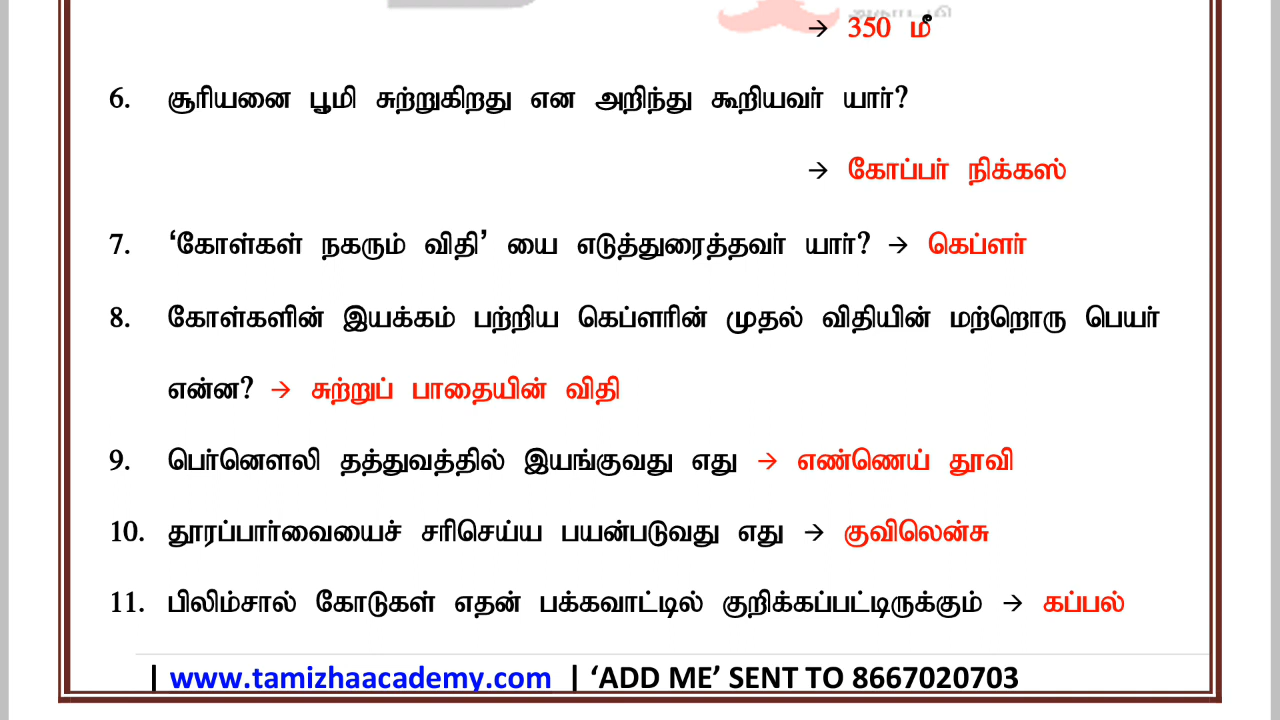 → 350 மீ
6. சூரியனை பூமி சுற்றுகிறது என அறிந்து கூறியவர் யார்?
→ கோப்பர் நிக்கஸ்
7. ‘கோள்கள் நகரும் விதி’ யை எடுத்துரைத்தவர் யார்? → கெப்ளர்
8. கோள்களின் இயக்கம் பற்றிய கெப்ளரின் முதல் விதியின் மற்றொரு பெயர்
என்ன? → சுற்றுப் பாதையின் விதி
9. பெர்னௌலி தத்துவத்தில் இயங்குவது எது → எண்ணெய் தூவி
10. தூரப்பார்வையைச் சரிசெய்ய பயன்படுவது எது → குவிலென்சு
11. பிலிம்சால் கோடுகள் எதன் பக்கவாட்டில் குறிக்கப்பட்டிருக்கும் → கப்பல்
| www.tamizhaacademy.com | ‘ADD ME’ SENT TO 8667020703